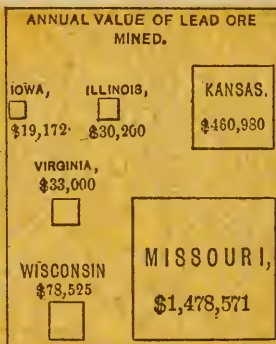 ANNUAL VALUE OF LEAD ORE
MINED.
IOWA,
$19,172
ILLINOIS,
$30,200
KANSAS,
$460,980
VIRGINIA,
$33,000
WISCONSIN
$78,525
MISSOURI,
$1,478,571